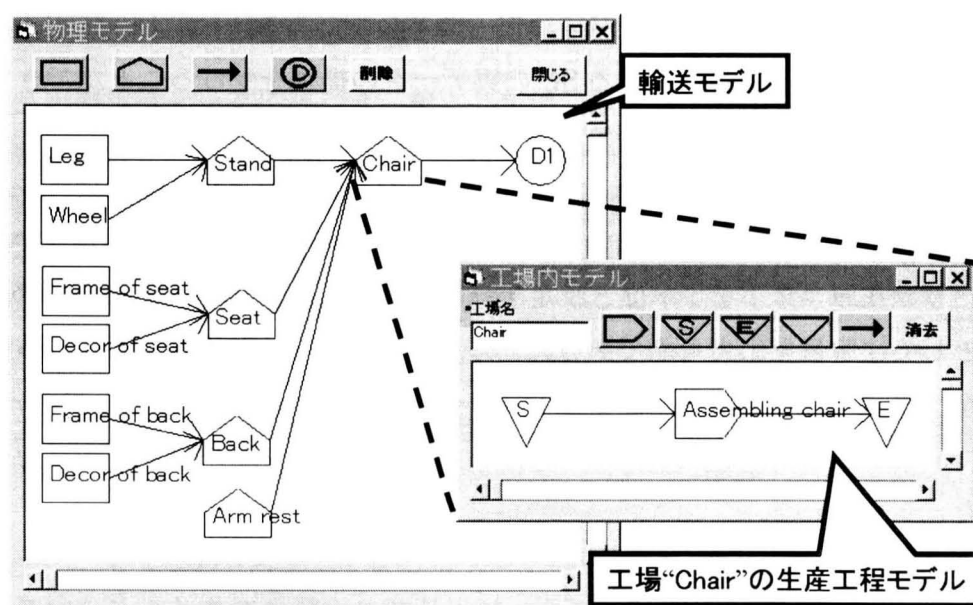 物理モデル
D
削除
閉じる
輸送モデル
Leg
Stand
Chair
D1
Wheel
Frame of seat
Seat
Decor of seat
Frame of back
Back
Decor of back
Arm rest
工場内モデル
工場名
Chair
S
E
消去
S
Assembling chair
E
工場“Chair”の生産工程モデル